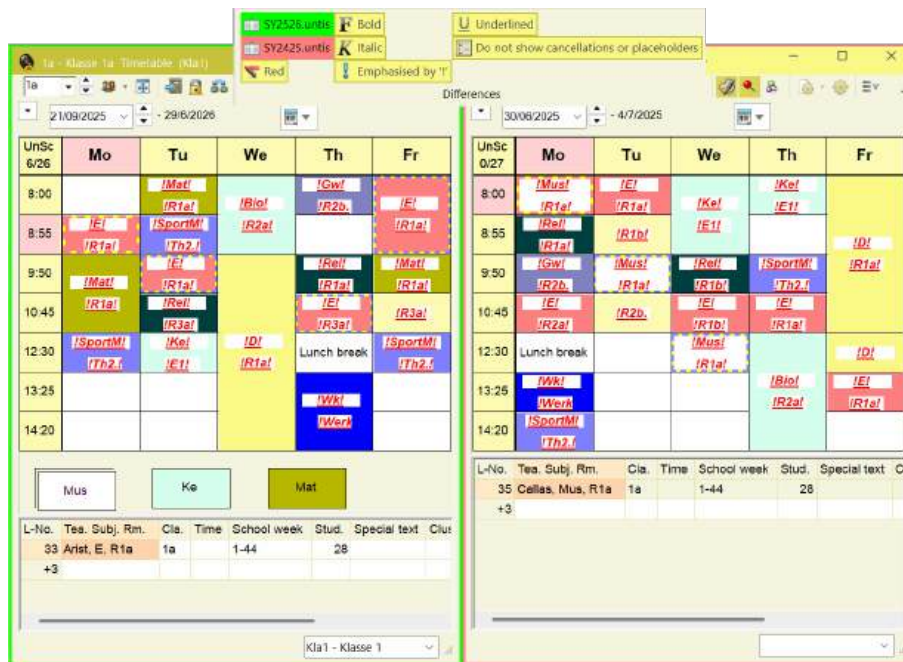 SY2526.untis F Bold U Underlined
SY2425.untis K Italic Do not show cancellations or placeholders
Red Emphasised by '!'
Differences
1a - Klasse 1a Timetable (Kla1)
1a
21/09/2025 - 29/6/2026
UnSc 6/26 Mo Tu We Th Fr
8:00 !Mat! !R1a! !Bio! !R2a! !Gw! !R2b. !E! !R1a!
8:55 !E! !R1a! !SportM! !Th2.!
9:50 !Mat! !R1a! !E! !R1a! !D! !R1a! !Rel! !R1a! !Mat! !R1a!
10:45 !Rel! !R3a! !E! !R3a! !R3a!
12:30 !SportM! !Th2.! !Ke! !E1! Lunch break !SportM! !Th2.!
13:25 !Wk! !Werk
14:20
Mus Ke Mat
L-No. Tea. Subj. Rm. Cla. Time School week Stud. Special text Clus
33 Arist, E, R1a 1a 1-44 28
+3
Kla1 - Klasse 1
30/06/2025 - 4/7/2025
UnSc 0/27 Mo Tu We Th Fr
8:00 !Mus! !R1a! !E! !R1a! !Ke! !E1! !Ke! !E1! !D! !R1a!
8:55 !Rel! !R1a! !R1b!
9:50 !Gw! !R2b. !Mus! !R1a! !Rel! !R1b! !SportM! !Th2.!
10:45 !E! !R2a! !R2b. !E! !R1b! !E! !R1a!
12:30 Lunch break !Mus! !R1a! !Bio! !R2a! !D!
13:25 !Wk! !Werk !E! !R1a!
14:20 !SportM! !Th2.!
L-No. Tea. Subj. Rm. Cla. Time School week Stud. Special text C
35 Callas, Mus, R1a 1a 1-44 28
+3